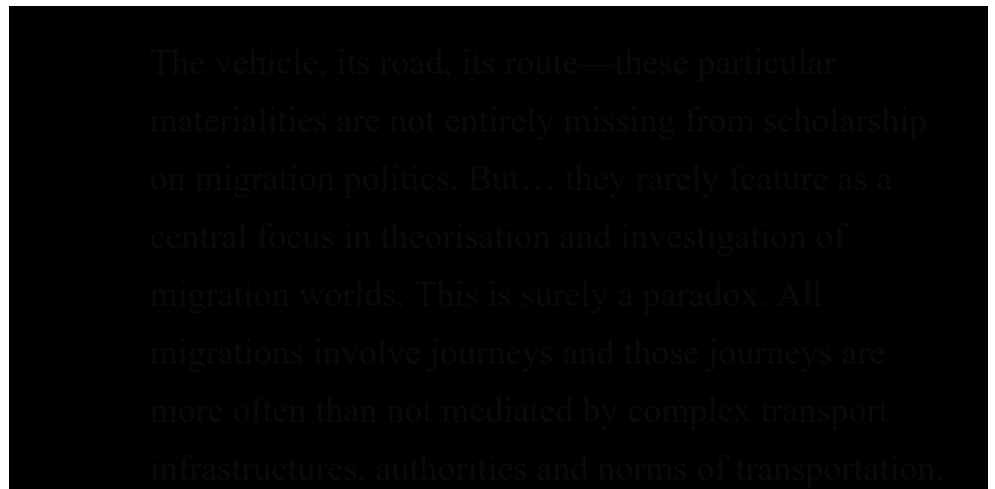 The vehicle, its road, its route—these particular
materialities are not entirely missing from scholarship
on migration politics. But… they rarely feature as a
central focus in theorisation and investigation of
migration worlds. This is surely a paradox. All
migrations involve journeys and those journeys are
more often than not mediated by complex transport
infrastructures, authorities and norms of transportation.